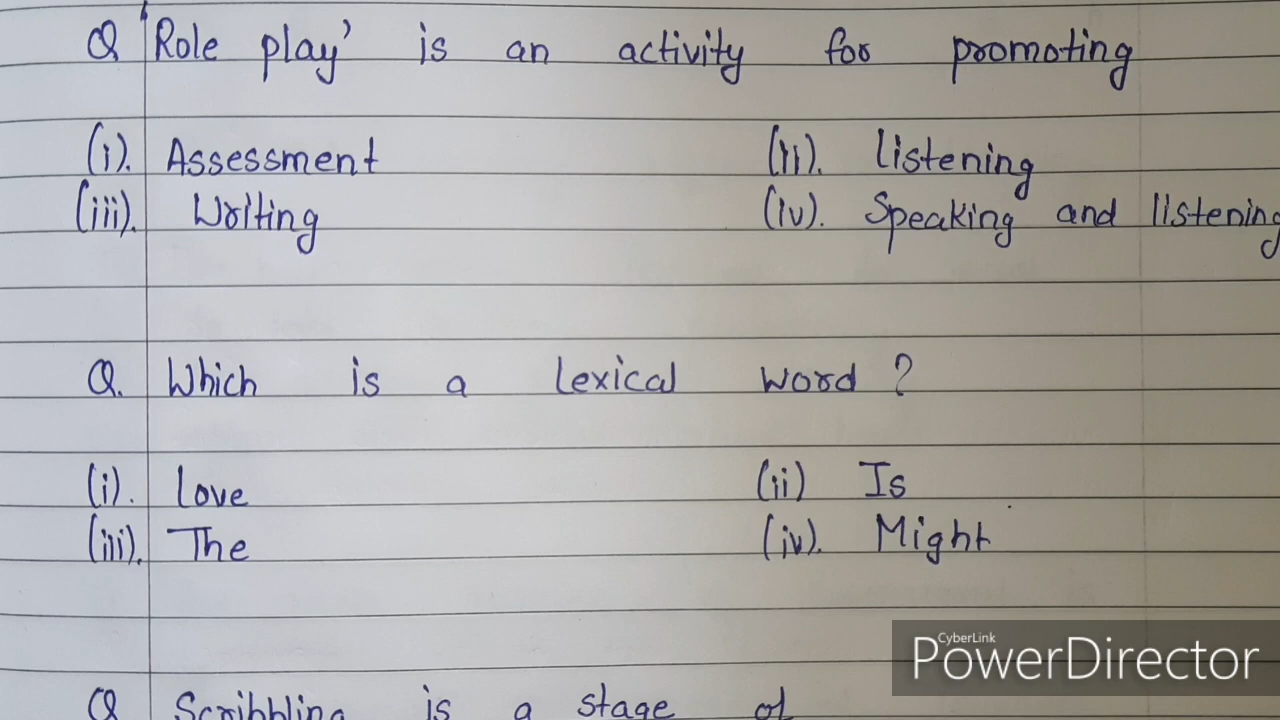 Q 'Role play' is an activity for promoting
(i). Assessment (ii). Listening
(iii). Writing (iv). Speaking and listening
Q. Which is a Lexical word ?
(i). Love (ii) Is
(iii). The (iv). Might
Q Scribbling is a stage of
CyberLink
PowerDirector